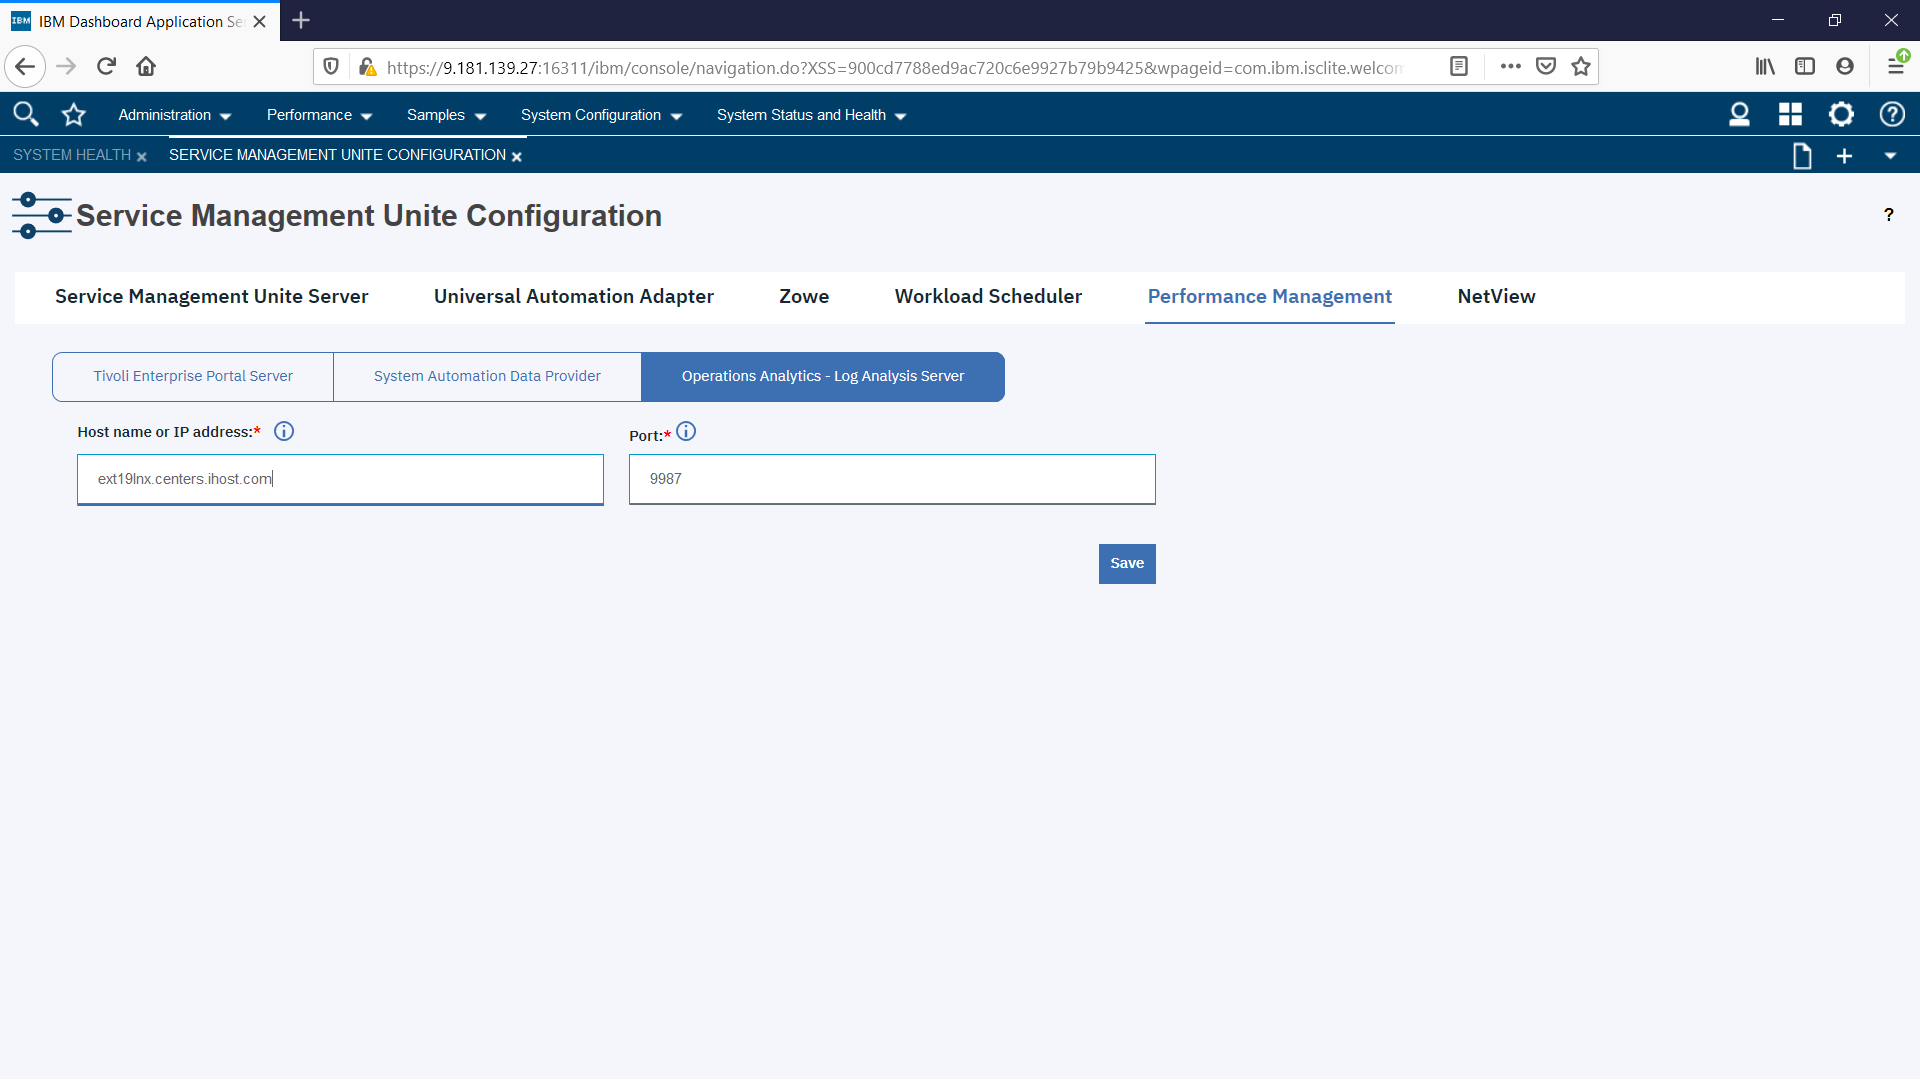 IBM IBM Dashboard Application Se
https://9.181.139.27:16311/ibm/console/navigation.do?XSS=900cd7788ed9ac720c6e9927b79b9425&wpageid=com.ibm.isclite.welcom
Administration Performance Samples System Configuration System Status and Health
SYSTEM HEALTH SERVICE MANAGEMENT UNITE CONFIGURATION
Service Management Unite Configuration ?
Service Management Unite Server Universal Automation Adapter Zowe Workload Scheduler Performance Management NetView
Tivoli Enterprise Portal Server System Automation Data Provider Operations Analytics - Log Analysis Server
Host name or IP address:* Port:*
ext19lnx.centers.ihost.com 9987
Save